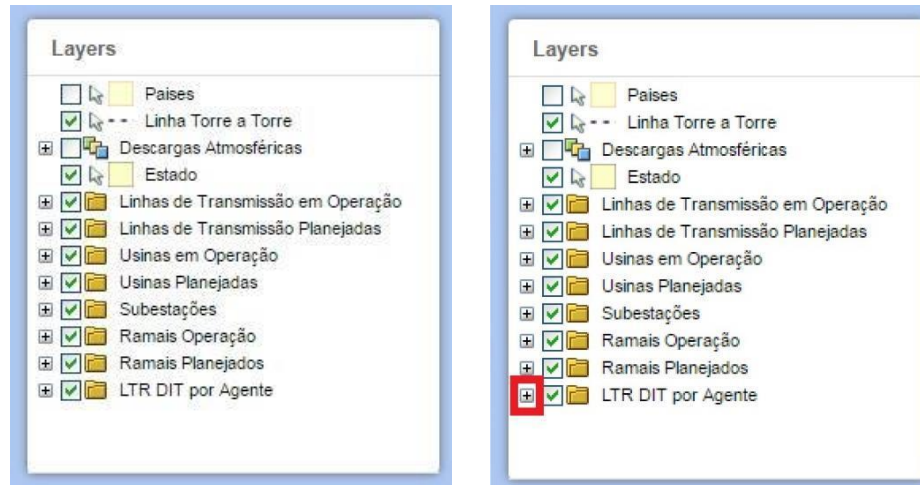 Layers
Paises
Linha Torre a Torre
Descargas Atmosféricas
Estado
Linhas de Transmissão em Operação
Linhas de Transmissão Planejadas
Usinas em Operação
Usinas Planejadas
Subestações
Ramais Operação
Ramais Planejados
LTR DIT por Agente
Layers
Paises
Linha Torre a Torre
Descargas Atmosféricas
Estado
Linhas de Transmissão em Operação
Linhas de Transmissão Planejadas
Usinas em Operação
Usinas Planejadas
Subestações
Ramais Operação
Ramais Planejados
LTR DIT por Agente